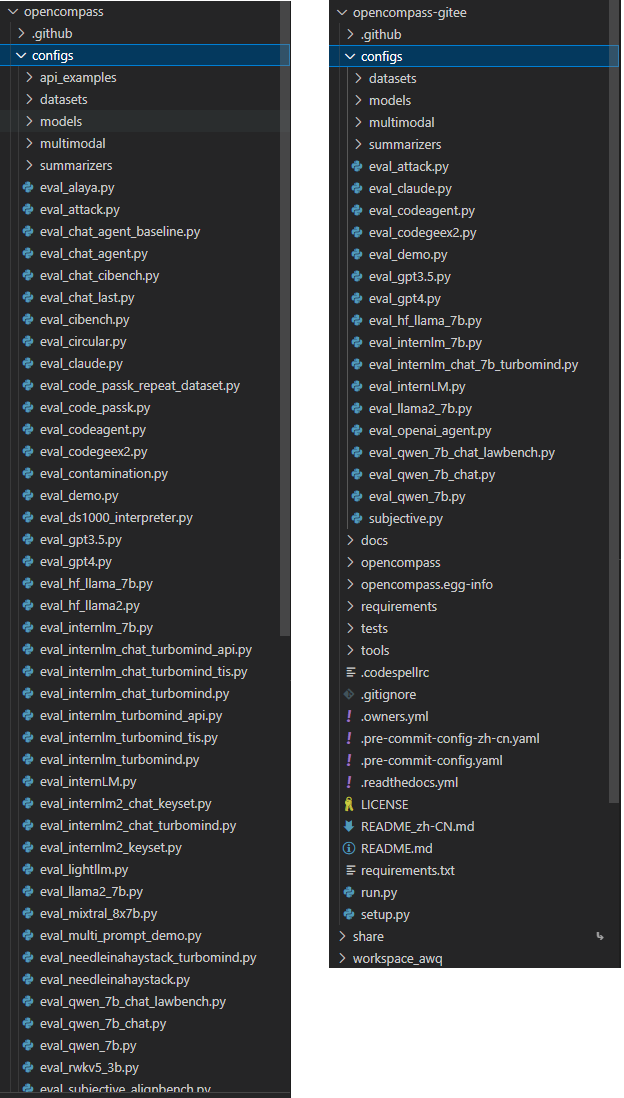 opencompass
.github
configs
api_examples
datasets
models
multimodal
summarizers
eval_alaya.py
eval_attack.py
eval_chat_agent_baseline.py
eval_chat_agent.py
eval_chat_cibench.py
eval_chat_last.py
eval_cibench.py
eval_circular.py
eval_claude.py
eval_code_passk_repeat_dataset.py
eval_code_passk.py
eval_codeagent.py
eval_codegeex2.py
eval_contamination.py
eval_demo.py
eval_ds1000_interpreter.py
eval_gpt3.5.py
eval_gpt4.py
eval_hf_llama_7b.py
eval_hf_llama2.py
eval_internlm_7b.py
eval_internlm_chat_turbomind_api.py
eval_internlm_chat_turbomind_tis.py
eval_internlm_chat_turbomind.py
eval_internlm_turbomind_api.py
eval_internlm_turbomind_tis.py
eval_internlm_turbomind.py
eval_internLM.py
eval_internlm2_chat_keyset.py
eval_internlm2_chat_turbomind.py
eval_internlm2_keyset.py
eval_lightllm.py
eval_llama2_7b.py
eval_mixtral_8x7b.py
eval_multi_prompt_demo.py
eval_needleinahaystack_turbomind.py
eval_needleinahaystack.py
eval_qwen_7b_chat_lawbench.py
eval_qwen_7b_chat.py
eval_qwen_7b.py
eval_rwkv5_3b.py
eval_subjective_alignbench.py
opencompass-gitee
.github
configs
datasets
models
multimodal
summarizers
eval_attack.py
eval_claude.py
eval_codeagent.py
eval_codegeex2.py
eval_demo.py
eval_gpt3.5.py
eval_gpt4.py
eval_hf_llama_7b.py
eval_internlm_7b.py
eval_internlm_chat_7b_turbomind.py
eval_internLM.py
eval_llama2_7b.py
eval_openai_agent.py
eval_qwen_7b_chat_lawbench.py
eval_qwen_7b_chat.py
eval_qwen_7b.py
subjective.py
docs
opencompass
opencompass.egg-info
requirements
tests
tools
.codespellrc
.gitignore
.owners.yml
.pre-commit-config-zh-cn.yaml
.pre-commit-config.yaml
.readthedocs.yml
LICENSE
README_zh-CN.md
README.md
requirements.txt
run.py
setup.py
share
workspace_awq